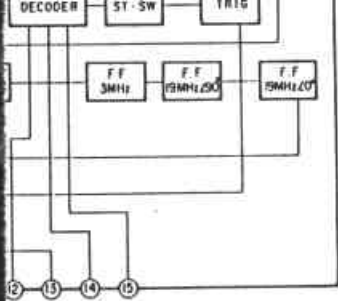 DECODER ST-SW TRIG
F F F.F F.F
3MHz 19MHz∠90° 19MHz∠0°
12 13 14 15